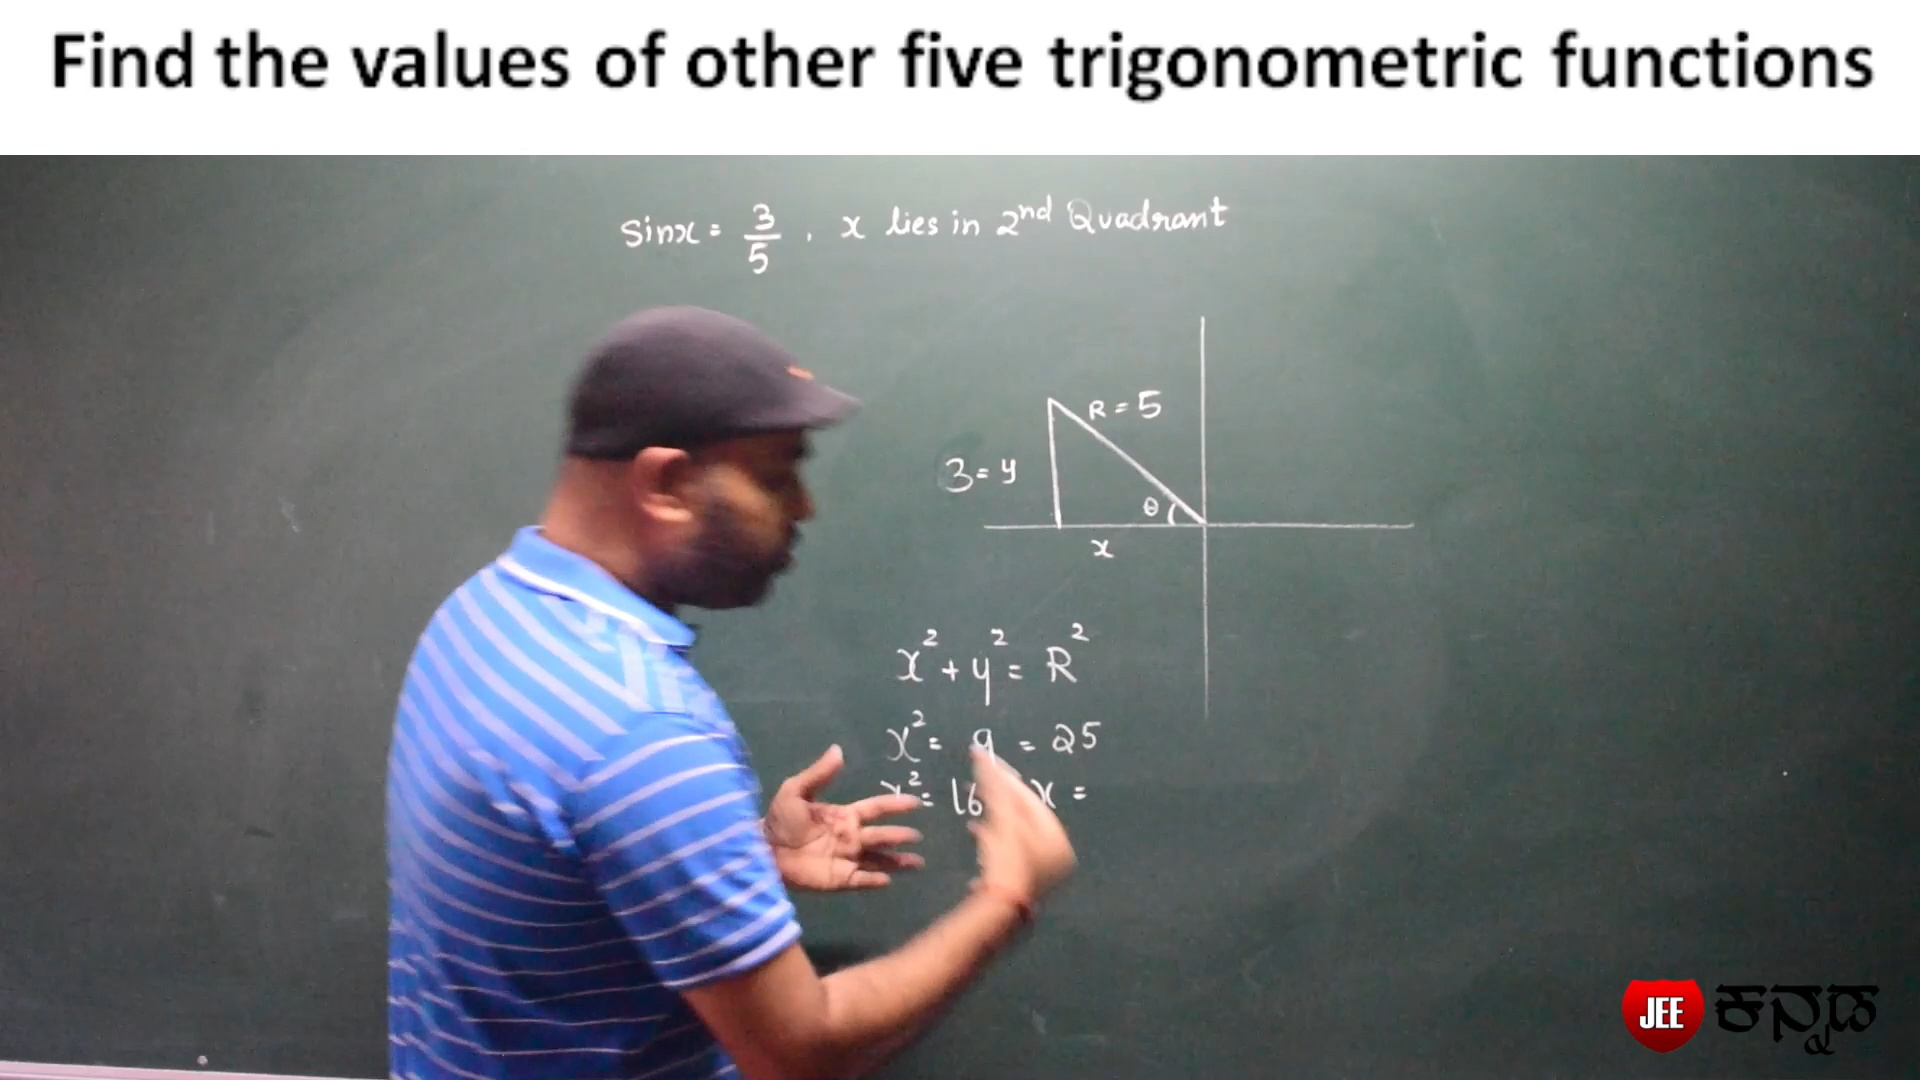 Find the values of other five trigonometric functions
Sinx = 3/5 , x lies in 2nd Quadrant
R = 5
3 = y
θ
x
x² + y² = R²
x² = 9 = 25
x² = 16 x =
JEE ಕನ್ನಡ